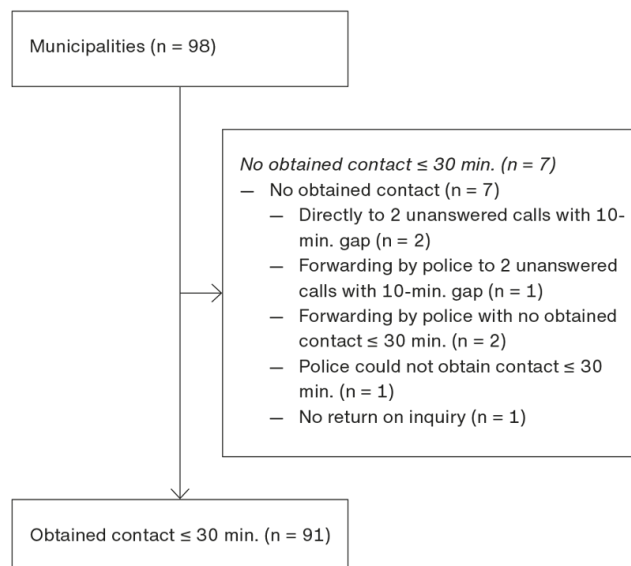 Municipalities (n = 98)
No obtained contact ≤ 30 min. (n = 7)
— No obtained contact (n = 7)
— Directly to 2 unanswered calls with 10-
min. gap (n = 2)
— Forwarding by police to 2 unanswered
calls with 10-min. gap (n = 1)
— Forwarding by police with no obtained
contact ≤ 30 min. (n = 2)
— Police could not obtain contact ≤ 30
min. (n = 1)
— No return on inquiry (n = 1)
Obtained contact ≤ 30 min. (n = 91)